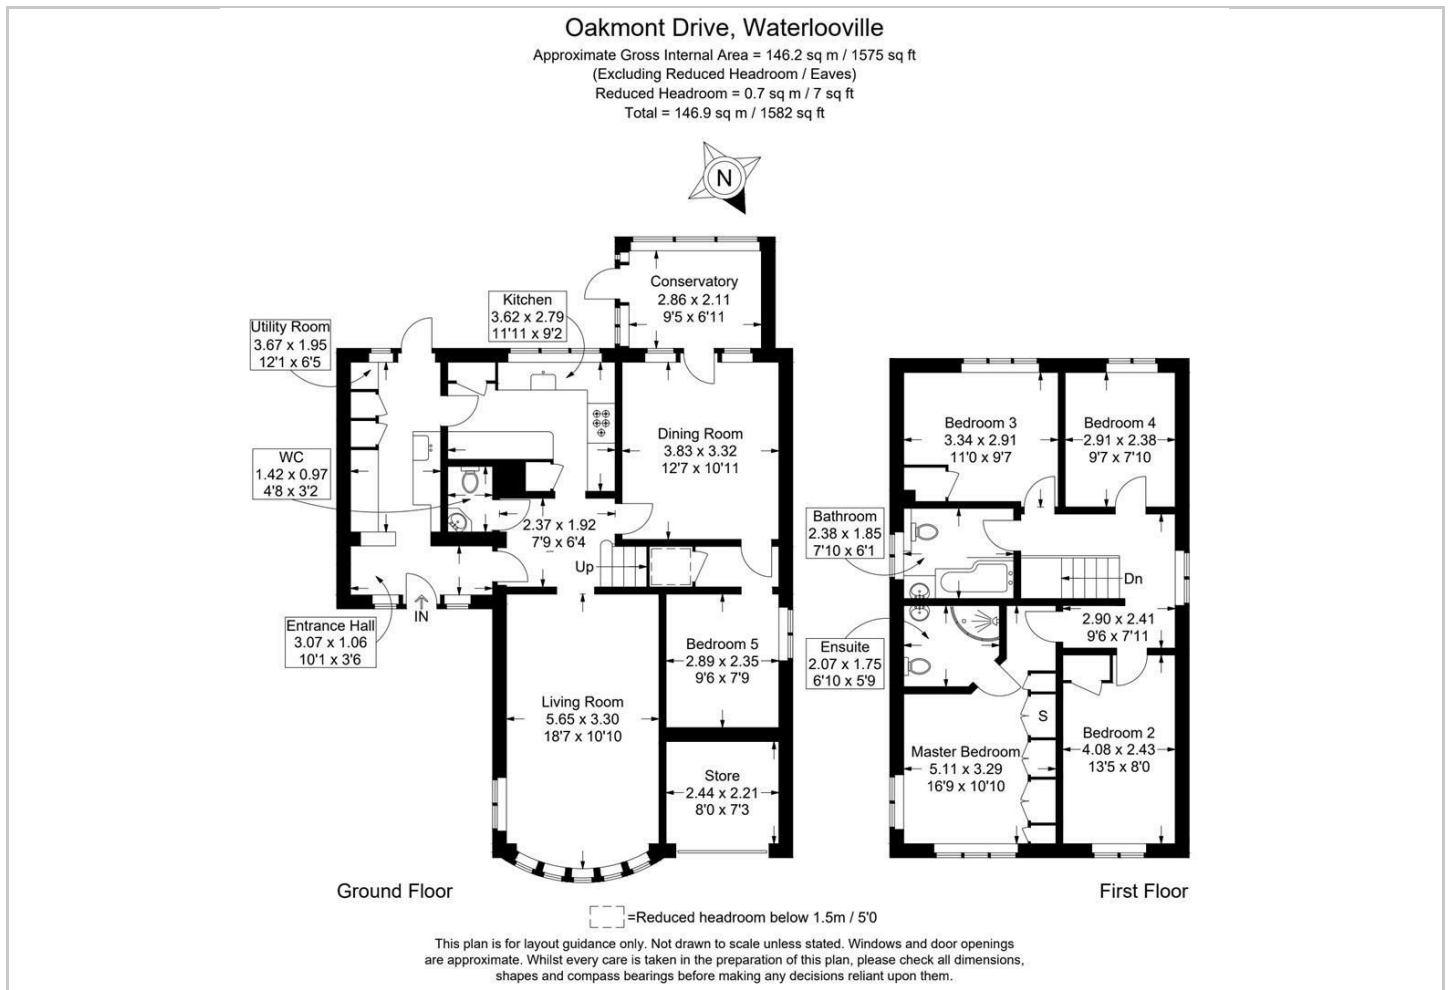 Oakmont Drive, Waterlooville
Approximate Gross Internal Area = 146.2 sq m / 1575 sq ft
(Excluding Reduced Headroom / Eaves)
Reduced Headroom = 0.7 sq m / 7 sq ft
Total = 146.9 sq m / 1582 sq ft
N
Conservatory
2.86 x 2.11
9'5 x 6'11
Kitchen
3.62 x 2.79
11'11 x 9'2
Utility Room
3.67 x 1.95
12'1 x 6'5
WC
1.42 x 0.97
4'8 x 3'2
Dining Room
3.83 x 3.32
12'7 x 10'11
2.37 x 1.92
7'9 x 6'4
Up
IN
Entrance Hall
3.07 x 1.06
10'1 x 3'6
Bedroom 5
2.89 x 2.35
9'6 x 7'9
Living Room
5.65 x 3.30
18'7 x 10'10
Store
2.44 x 2.21
8'0 x 7'3
Ground Floor
Bedroom 3
3.34 x 2.91
11'0 x 9'7
Bedroom 4
2.91 x 2.38
9'7 x 7'10
Bathroom
2.38 x 1.85
7'10 x 6'1
Dn
2.90 x 2.41
9'6 x 7'11
Ensuite
2.07 x 1.75
6'10 x 5'9
S
Master Bedroom
5.11 x 3.29
16'9 x 10'10
Bedroom 2
4.08 x 2.43
13'5 x 8'0
First Floor
=Reduced headroom below 1.5m / 5'0
This plan is for layout guidance only. Not drawn to scale unless stated. Windows and door openings
are approximate. Whilst every care is taken in the preparation of this plan, please check all dimensions,
shapes and compass bearings before making any decisions reliant upon them.